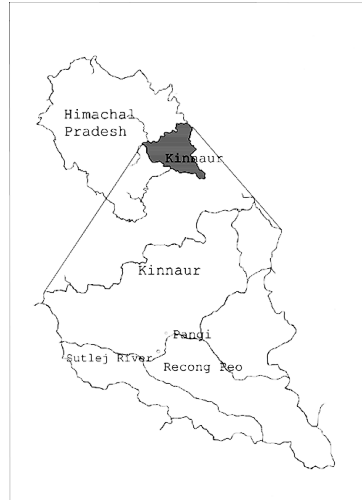 Himachal
Pradesh
Kinnaur
Kinnaur
Pangi
Sutlej River
Recong Peo